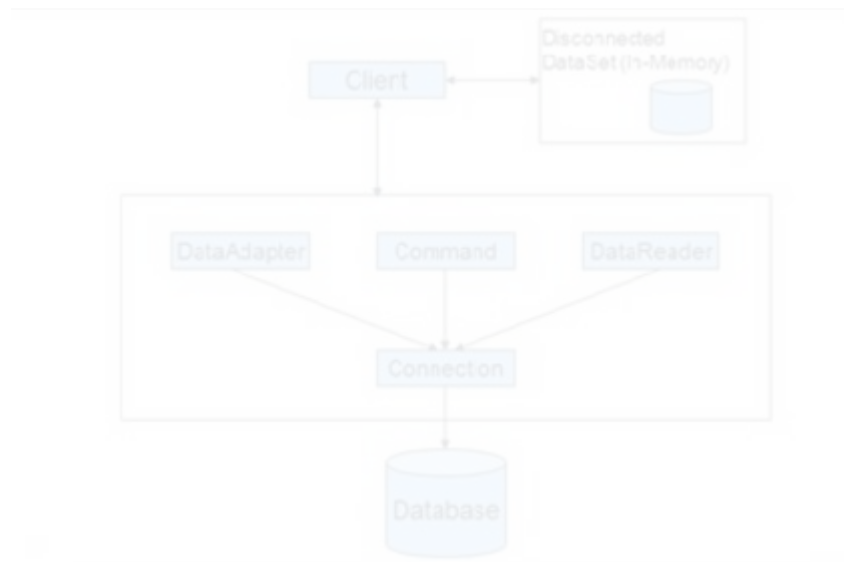 Disconnected
DataSet (In-Memory)
Client
DataAdapter
Command
DataReader
Connection
Database